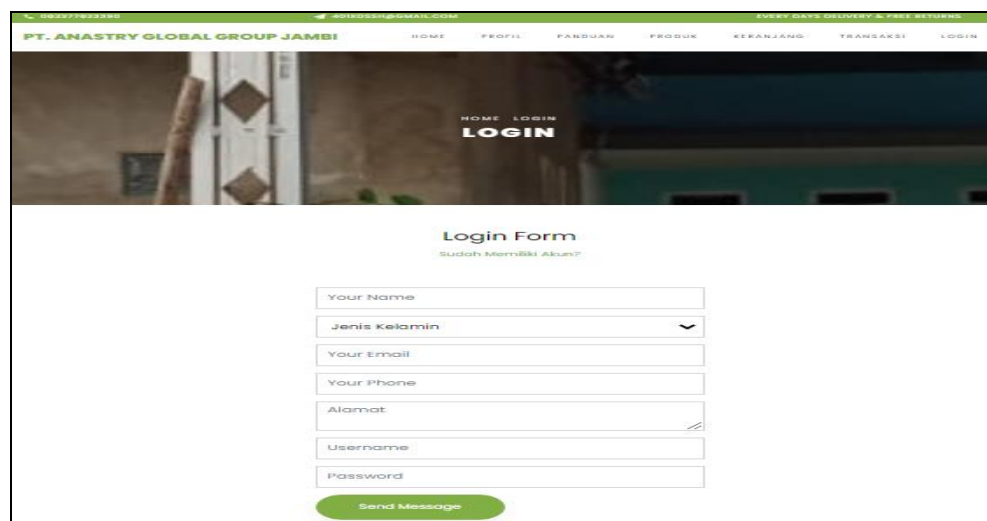 EVERY DAYS DELIVERY & FREE RETURNS
PT. ANASTRY GLOBAL GROUP JAMBI HOME PROFIL PANDUAN PRODUK KERANJANG TRANSAKSI LOGIN
HOME LOGIN
LOGIN
Login Form
Sudah Memiliki Akun?
Your Name
Jenis Kelamin
Your Email
Your Phone
Alamat
Username
Password
Send Message